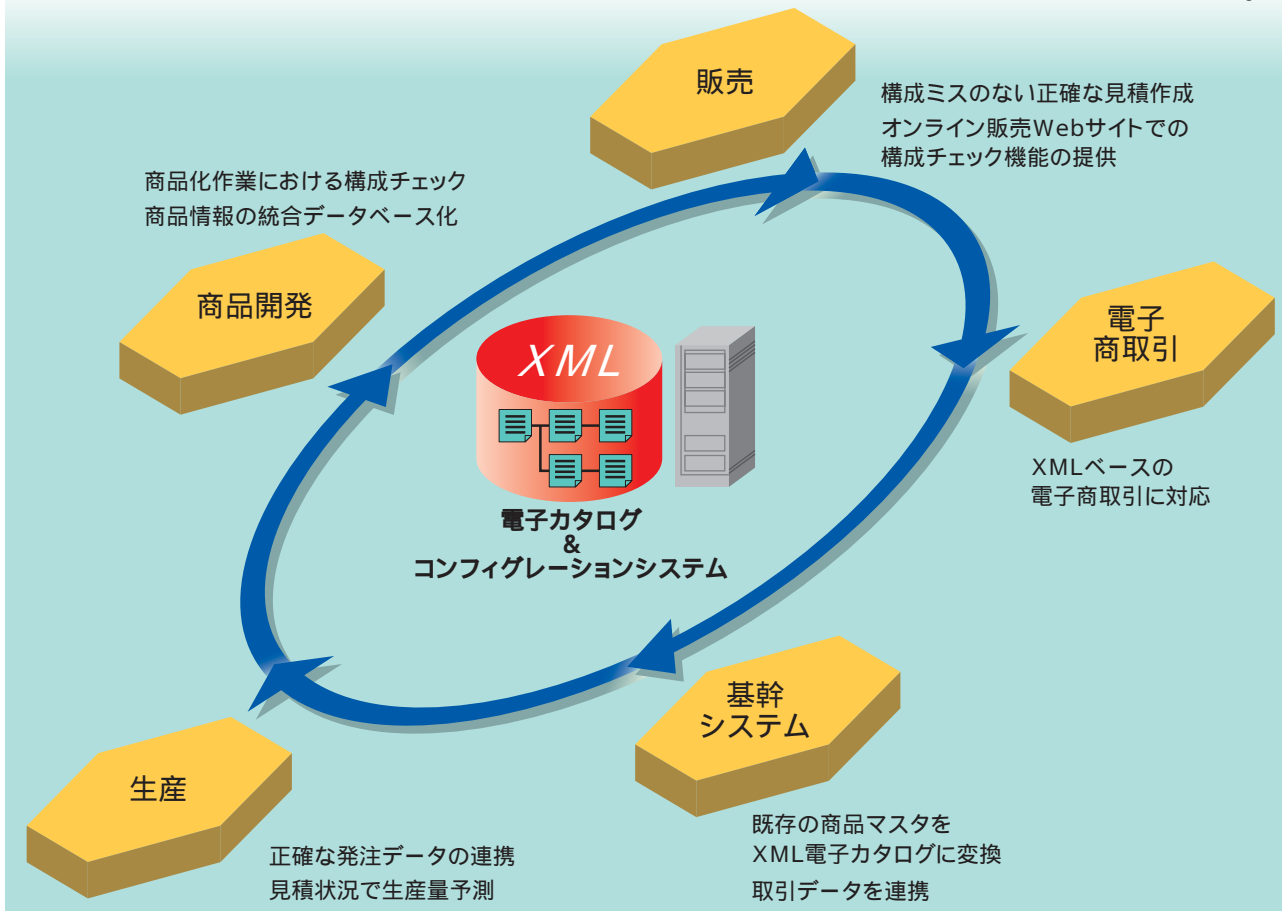 販売
構成ミスのない正確な見積作成
オンライン販売Webサイトでの
構成チェック機能の提供
商品化作業における構成チェック
商品情報の統合データベース化
商品開発
電子
商取引
XML
XMLベースの
電子商取引に対応
電子カタログ
&
コンフィグレーションシステム
基幹
システム
生産
既存の商品マスタを
XML電子カタログに変換
取引データを連携
正確な発注データの連携
見積状況で生産量予測